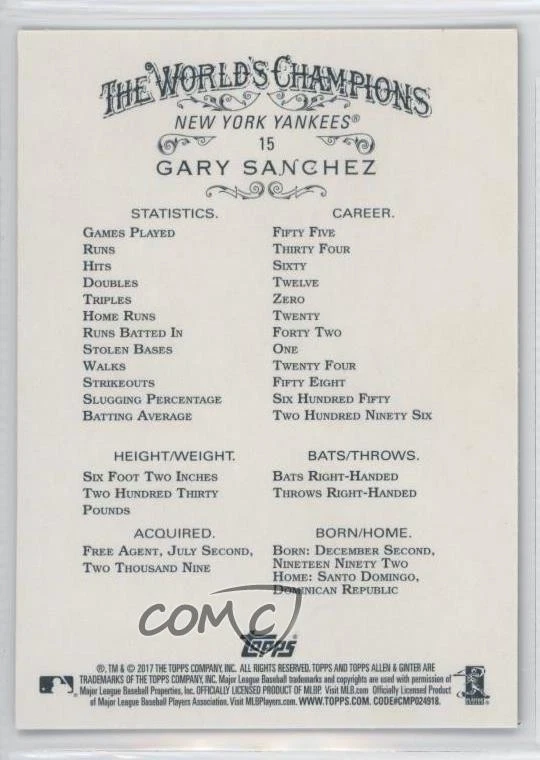 THE WORLD'S CHAMPIONS
NEW YORK YANKEES®
15
GARY SANCHEZ
STATISTICS. CAREER.
GAMES PLAYED FIFTY FIVE
RUNS THIRTY FOUR
HITS SIXTY
DOUBLES TWELVE
TRIPLES ZERO
HOME RUNS TWENTY
RUNS BATTED IN FORTY TWO
STOLEN BASES ONE
WALKS TWENTY FOUR
STRIKEOUTS FIFTY EIGHT
SLUGGING PERCENTAGE SIX HUNDRED FIFTY
BATTING AVERAGE TWO HUNDRED NINETY SIX
HEIGHT/WEIGHT.
SIX FOOT TWO INCHES
TWO HUNDRED THIRTY
POUNDS
BATS/THROWS.
BATS RIGHT-HANDED
THROWS RIGHT-HANDED
ACQUIRED.
FREE AGENT, JULY SECOND,
TWO THOUSAND NINE
BORN/HOME.
BORN: DECEMBER SECOND,
NINETEEN NINETY TWO
HOME: SANTO DOMINGO,
DOMINICAN REPUBLIC
COMC
TOPPS
®, TM & © 2017 THE TOPPS COMPANY, INC. ALL RIGHTS RESERVED. TOPPS AND TOPPS ALLEN & GINTER ARE
TRADEMARKS OF THE TOPPS COMPANY, INC. Major League Baseball trademarks and copyrights are used with permission of
Major League Baseball Properties, Inc. OFFICIALLY LICENSED PRODUCT OF MLBP. Visit MLB.com Officially Licensed Product
of Major League Baseball Players Association. Visit MLBPlayers.com. WWW.TOPPS.COM. CODE#CMP024918.